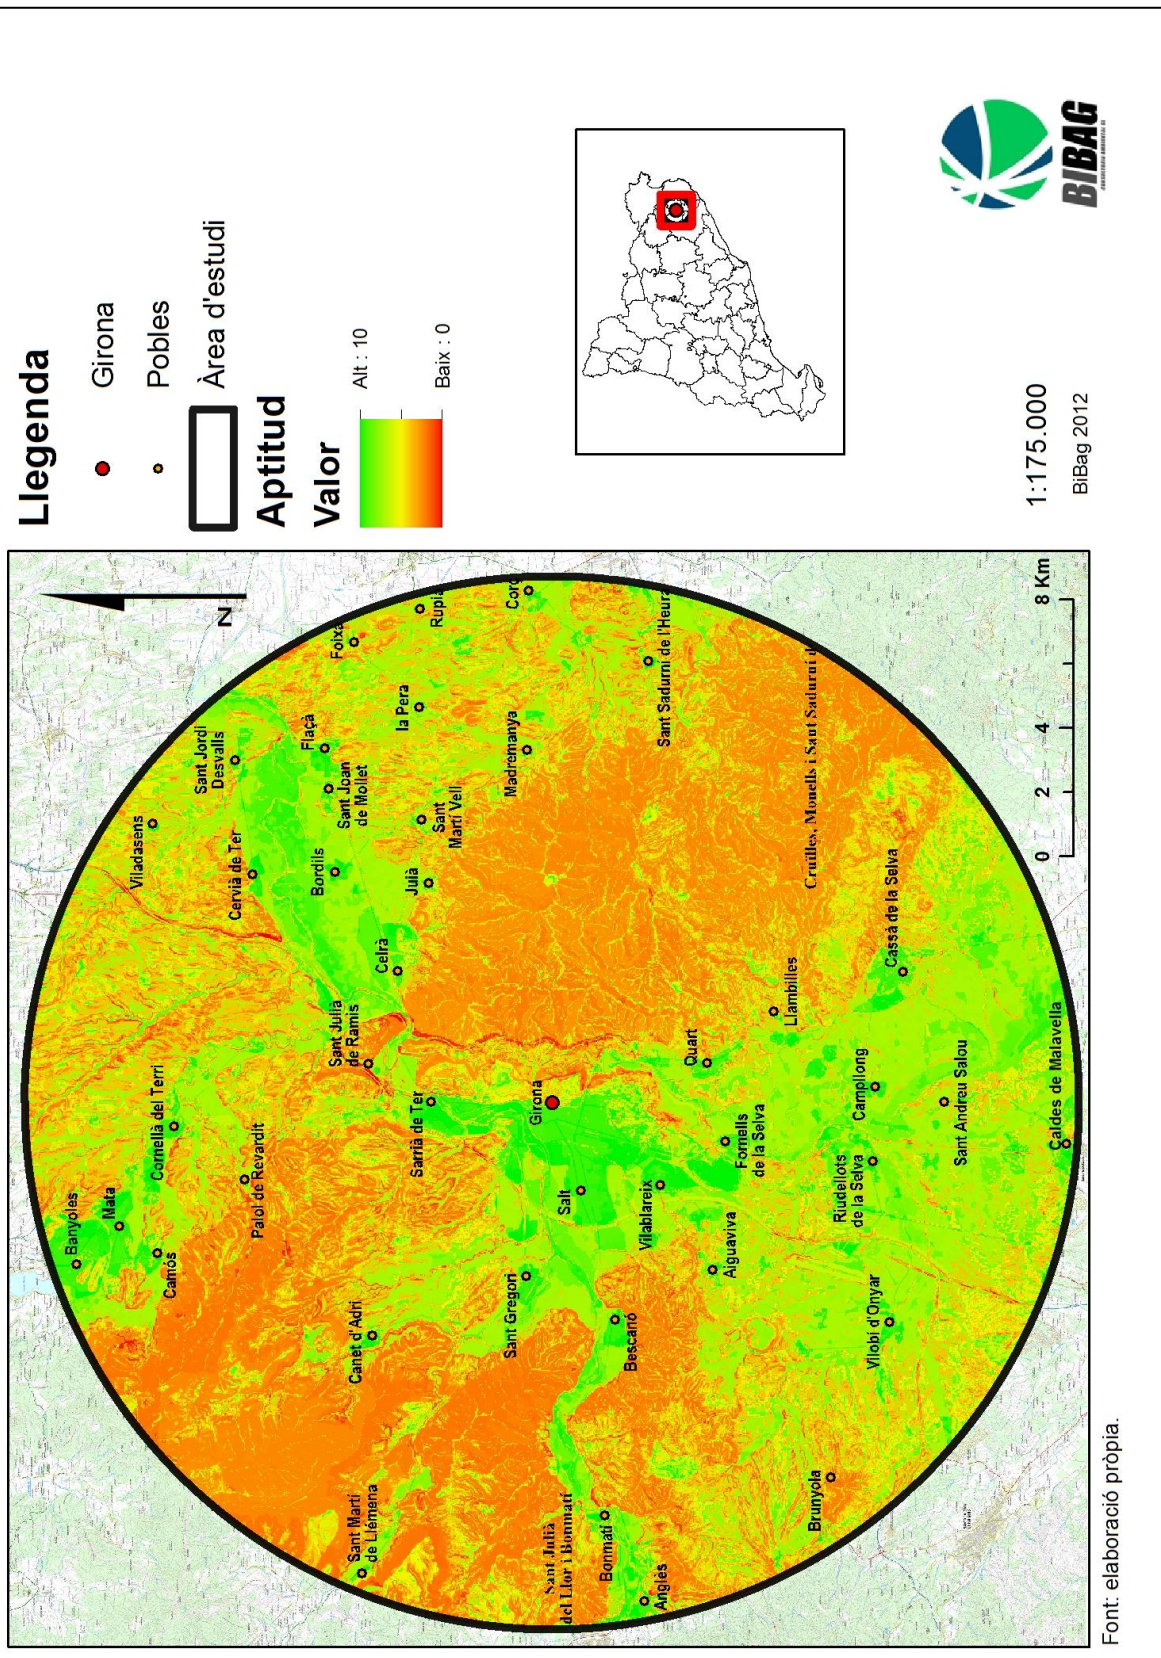 Viladasens
Sant Jordi
Desvalls
Banyoles
Mata
Camós
Cornellà del Terri
Palol de Revardit
Cervià de Ter
Flaçà
Foixà
Bordils
Sant Joan
de Mollet
Sant Julià
de Ramis
Celrà
Juià
Sant
Martí Vell
la Pera
Rupià
Canet d'Adri
Sant Martí
de Llémena
Sarrià de Ter
Madremanya
Corç
Girona
Sant Gregori
Salt
Sant Julià
del Llor i Bonmatí
Bonmatí
Anglès
Bescanó
Vilablareix
Sant Sadurní de l'Heura
Quart
Fornells
de la Selva
Aiguaviva
Llambilles
Cruïlles, Monells i Sant Sadurní d
Brunyola
Vilobí d'Onyar
Riudellots
de la Selva
Campllong
Cassà de la Selva
Sant Andreu Salou
Caldes de Malavella
N
0 2 4 8 Km
Llegenda
Girona
Pobles
Àrea d'estudi
Aptitud
Valor
Alt : 10
Baix : 0
1:175.000
BiBag 2012
BIBAG
Font: elaboració pròpia.